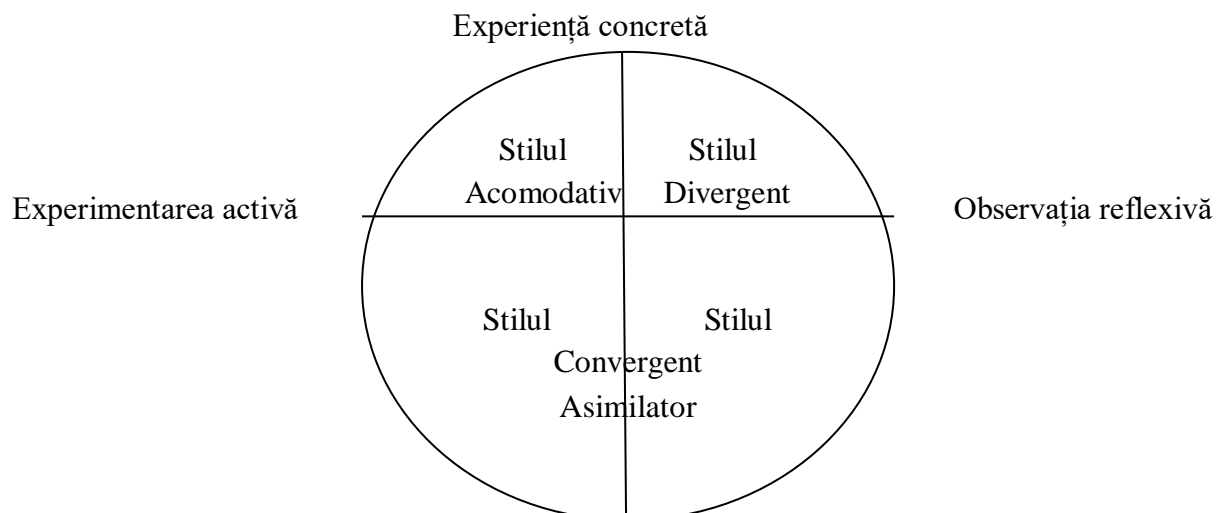 Experiență concretă
Stilul Stilul
Acomodativ Divergent
Experimentarea activă Observația reflexivă
Stilul Stilul
Convergent
Asimilator